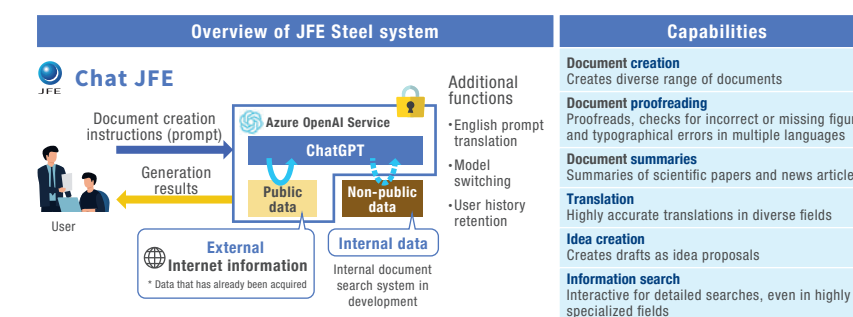 Overview of JFE Steel system
JFE
Chat JFE
Document creation
instructions (prompt)
Generation
results
User
Azure OpenAI Service
ChatGPT
Public
data
Non-public
data
External
Internet information
* Data that has already been acquired
Internal data
Internal document
search system in
development
Additional
functions
•English prompt
translation
•Model
switching
•User history
retention
Capabilities
Document creation
Creates diverse range of documents
Document proofreading
Proofreads, checks for incorrect or missing figur
and typographical errors in multiple languages
Document summaries
Summaries of scientific papers and news article
Translation
Highly accurate translations in diverse fields
Idea creation
Creates drafts as idea proposals
Information search
Interactive for detailed searches, even in highly
specialized fields